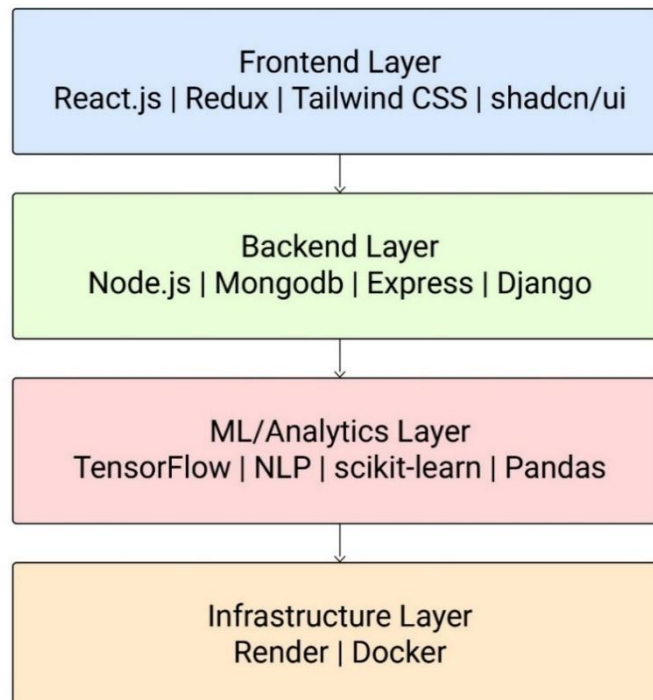 Frontend Layer
React.js | Redux | Tailwind CSS | shadcn/ui
Backend Layer
Node.js | Mongodb | Express | Django
ML/Analytics Layer
TensorFlow | NLP | scikit-learn | Pandas
Infrastructure Layer
Render | Docker